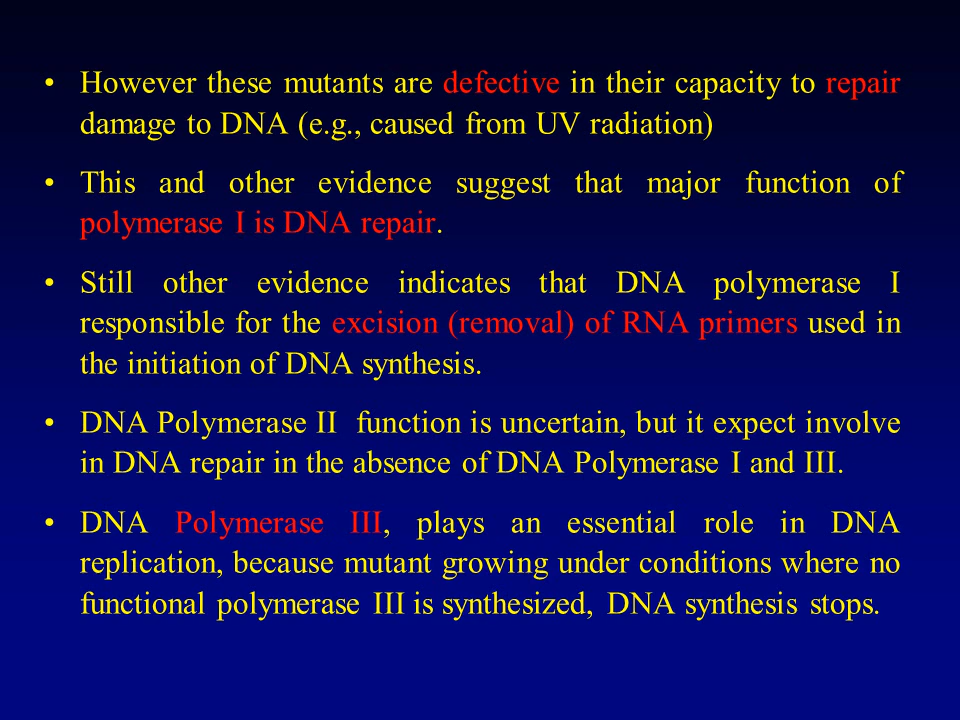 • However these mutants are defective in their capacity to repair
damage to DNA (e.g., caused from UV radiation)
• This and other evidence suggest that major function of
polymerase I is DNA repair.
• Still other evidence indicates that DNA polymerase I
responsible for the excision (removal) of RNA primers used in
the initiation of DNA synthesis.
• DNA Polymerase II function is uncertain, but it expect involve
in DNA repair in the absence of DNA Polymerase I and III.
• DNA Polymerase III, plays an essential role in DNA
replication, because mutant growing under conditions where no
functional polymerase III is synthesized, DNA synthesis stops.